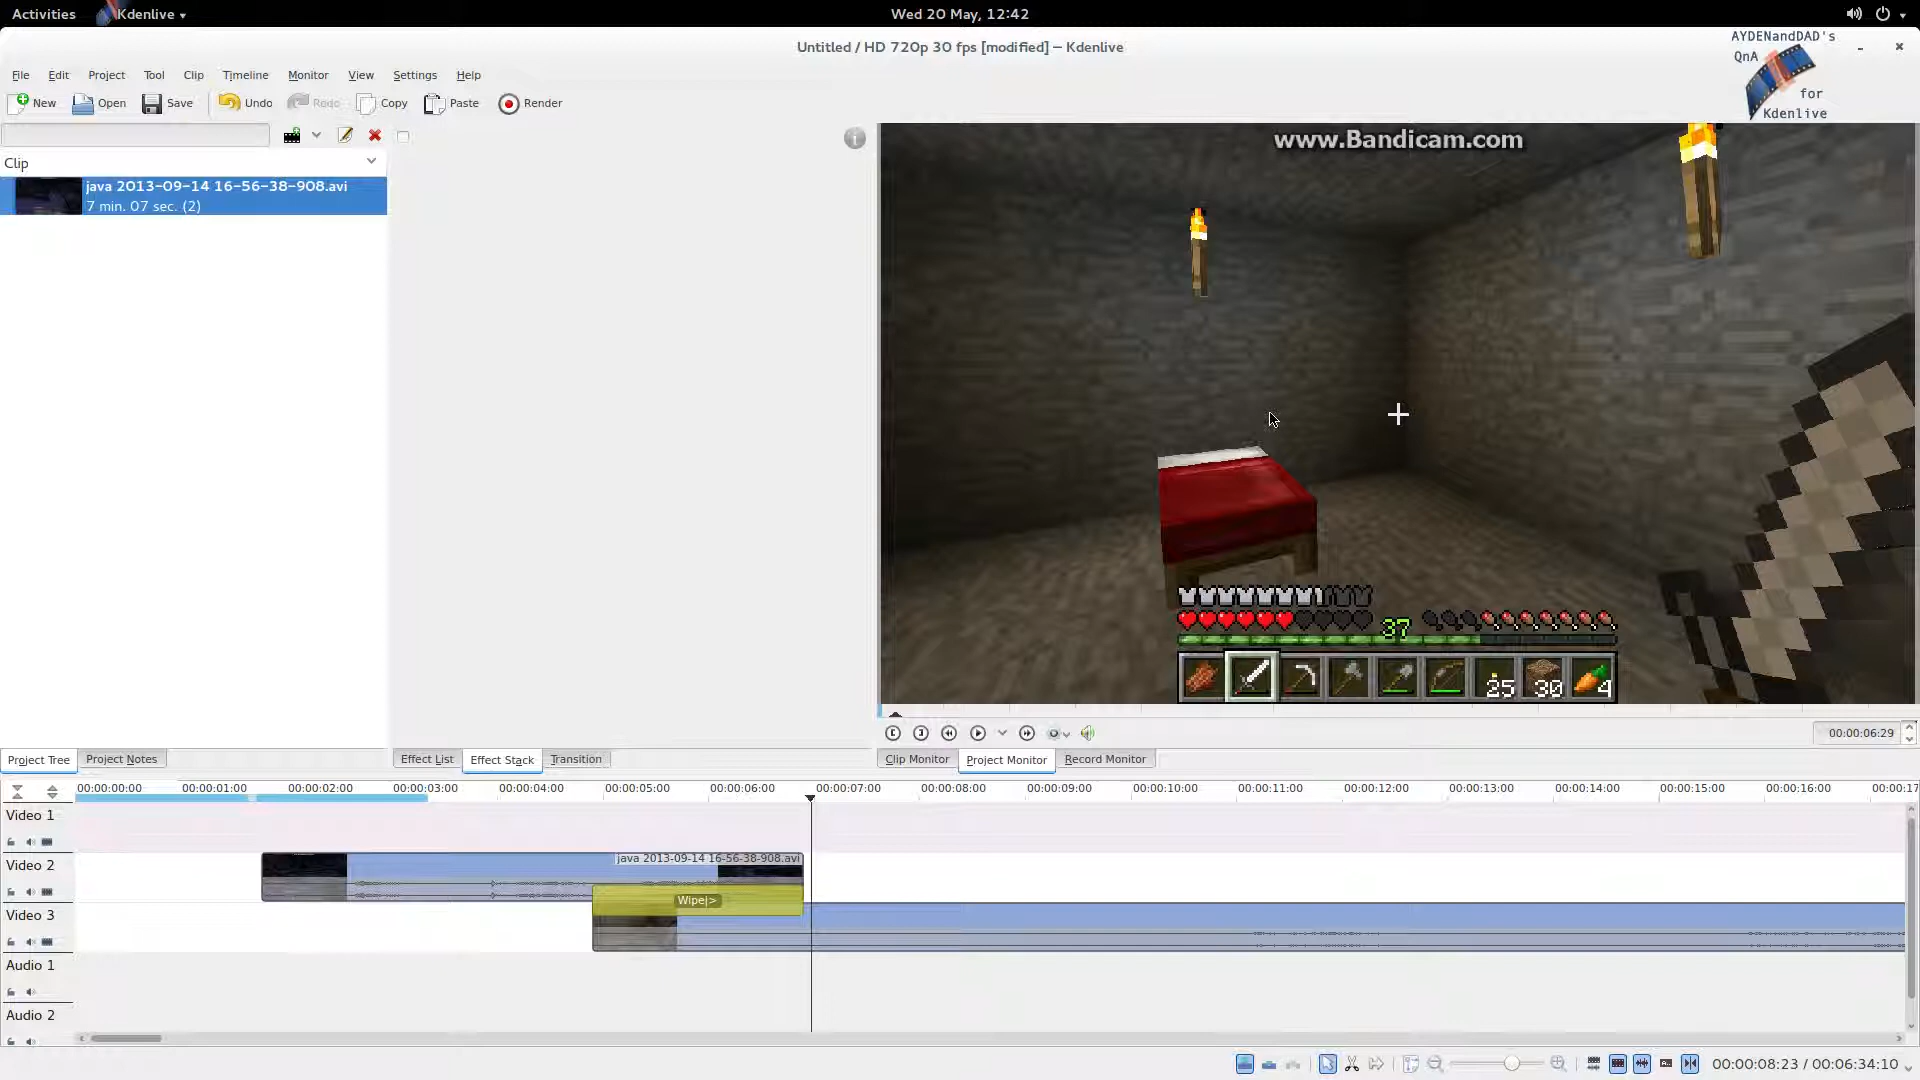 Activities
Kdenlive
Wed 20 May, 12:42
Untitled / HD 720p 30 fps [modified] – Kdenlive
AYDENandDAD's
QnA
for
Kdenlive
File Edit Project Tool Clip Timeline Monitor View Settings Help
New Open Save Undo Redo Copy Paste Render
www.Bandicam.com
Clip
java 2013-09-14 16-56-38-908.avi
7 min. 07 sec. (2)
37
25 30 4
00:00:06:29
Project Tree Project Notes Effect List Effect Stack Transition Clip Monitor Project Monitor Record Monitor
00:00:00:00 00:00:01:00 00:00:02:00 00:00:03:00 00:00:04:00 00:00:05:00 00:00:06:00 00:00:07:00 00:00:08:00 00:00:09:00 00:00:10:00 00:00:11:00 00:00:12:00 00:00:13:00 00:00:14:00 00:00:15:00 00:00:16:00 00:00:17
Video 1
Video 2
java 2013-09-14 16-56-38-908.avi
Wipe|>
Video 3
Audio 1
Audio 2
00:00:08:23 / 00:06:34:10